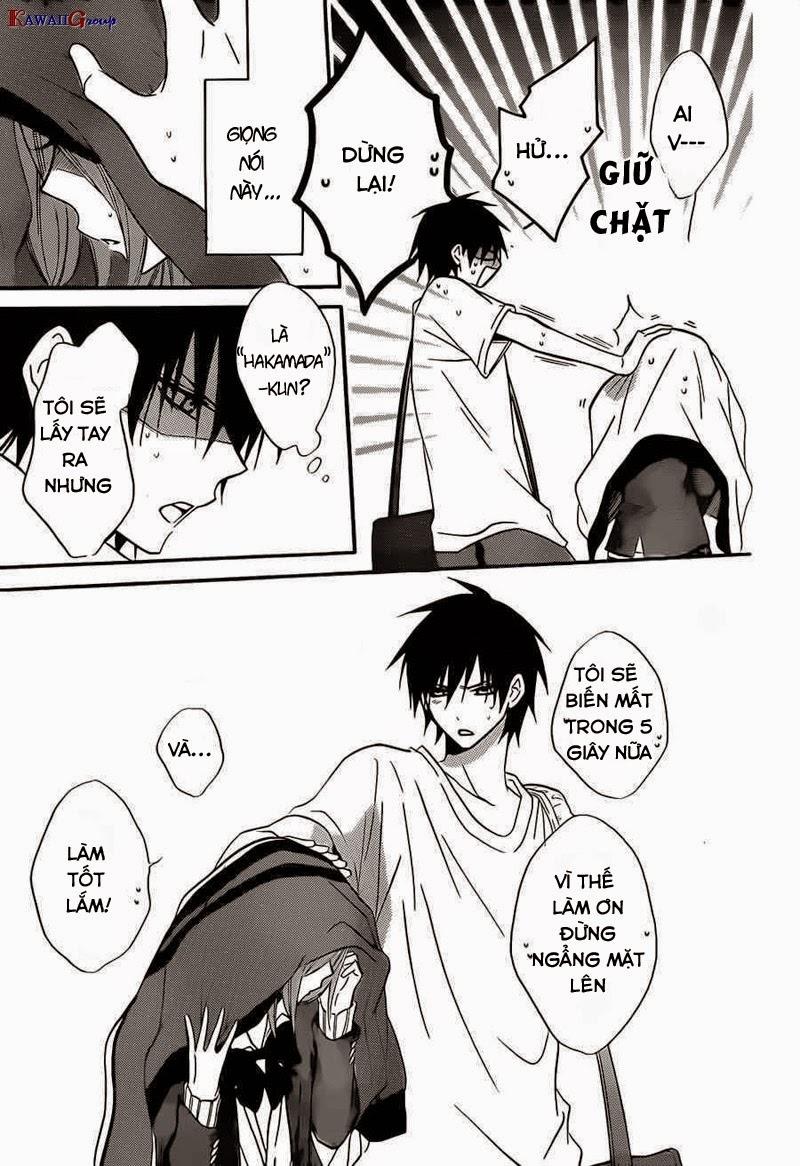 KAWAIIGroup
AI
V---
HỬ...
GIỮ
CHẶT
DỪNG
LẠI!
GIỌNG
NÓI
NÀY...
LÀ
"HAKAMADA"
-KUN?
TÔI SẼ
LẤY TAY
RA
NHƯNG
TÔI SẼ
BIẾN MẤT
TRONG 5
GIÂY NỮA
VÌ THẾ
LÀM ƠN
ĐỪNG
NGẨNG MẶT
LÊN
VÀ...
LÀM
TỐT
LẮM!